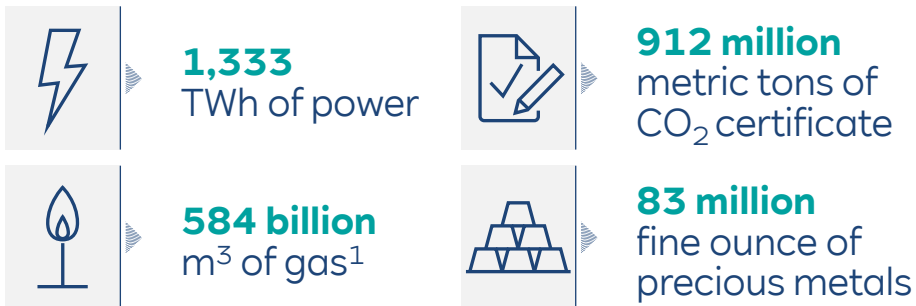 1,333
TWh of power
912 million
metric tons of
CO₂ certificate
584 billion
m³ of gas¹
83 million
fine ounce of
precious metals